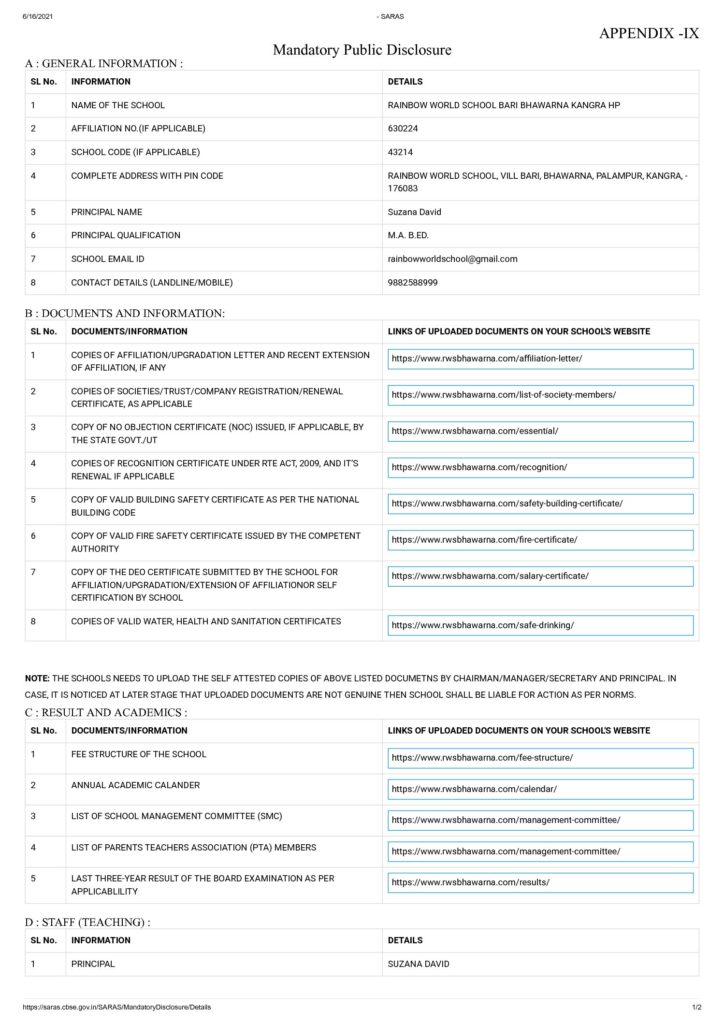 6/16/2021
- SARAS
APPENDIX -IX
Mandatory Public Disclosure
A : GENERAL INFORMATION :
SL No. INFORMATION DETAILS
1 NAME OF THE SCHOOL RAINBOW WORLD SCHOOL BARI BHAWARNA KANGRA HP
2 AFFILIATION NO.(IF APPLICABLE) 630224
3 SCHOOL CODE (IF APPLICABLE) 43214
4 COMPLETE ADDRESS WITH PIN CODE RAINBOW WORLD SCHOOL, VILL BARI, BHAWARNA, PALAMPUR, KANGRA, -
176083
5 PRINCIPAL NAME Suzana David
6 PRINCIPAL QUALIFICATION M.A. B.ED.
7 SCHOOL EMAIL ID rainbowworldschool@gmail.com
8 CONTACT DETAILS (LANDLINE/MOBILE) 9882588999
B : DOCUMENTS AND INFORMATION:
SL No. DOCUMENTS/INFORMATION LINKS OF UPLOADED DOCUMENTS ON YOUR SCHOOL'S WEBSITE
1 COPIES OF AFFILIATION/UPGRADATION LETTER AND RECENT EXTENSION
OF AFFILIATION, IF ANY
https://www.rwsbhawarna.com/affiliation-letter/
2 COPIES OF SOCIETIES/TRUST/COMPANY REGISTRATION/RENEWAL
CERTIFICATE, AS APPLICABLE
https://www.rwsbhawarna.com/list-of-society-members/
3 COPY OF NO OBJECTION CERTIFICATE (NOC) ISSUED, IF APPLICABLE, BY
THE STATE GOVT./UT
https://www.rwsbhawarna.com/essential/
4 COPIES OF RECOGNITION CERTIFICATE UNDER RTE ACT, 2009, AND IT'S
RENEWAL IF APPLICABLE
https://www.rwsbhawarna.com/recognition/
5 COPY OF VALID BUILDING SAFETY CERTIFICATE AS PER THE NATIONAL
BUILDING CODE
https://www.rwsbhawarna.com/safety-building-certificate/
6 COPY OF VALID FIRE SAFETY CERTIFICATE ISSUED BY THE COMPETENT
AUTHORITY
https://www.rwsbhawarna.com/fire-certificate/
7 COPY OF THE DEO CERTIFICATE SUBMITTED BY THE SCHOOL FOR
AFFILIATION/UPGRADATION/EXTENSION OF AFFILIATIONOR SELF
CERTIFICATION BY SCHOOL
https://www.rwsbhawarna.com/salary-certificate/
8 COPIES OF VALID WATER, HEALTH AND SANITATION CERTIFICATES https://www.rwsbhawarna.com/safe-drinking/
NOTE: THE SCHOOLS NEEDS TO UPLOAD THE SELF ATTESTED COPIES OF ABOVE LISTED DOCUMETNS BY CHAIRMAN/MANAGER/SECRETARY AND PRINCIPAL. IN
CASE, IT IS NOTICED AT LATER STAGE THAT UPLOADED DOCUMENTS ARE NOT GENUINE THEN SCHOOL SHALL BE LIABLE FOR ACTION AS PER NORMS.
C : RESULT AND ACADEMICS :
SL No. DOCUMENTS/INFORMATION LINKS OF UPLOADED DOCUMENTS ON YOUR SCHOOL'S WEBSITE
1 FEE STRUCTURE OF THE SCHOOL https://www.rwsbhawarna.com/fee-structure/
2 ANNUAL ACADEMIC CALANDER https://www.rwsbhawarna.com/calendar/
3 LIST OF SCHOOL MANAGEMENT COMMITTEE (SMC) https://www.rwsbhawarna.com/management-committee/
4 LIST OF PARENTS TEACHERS ASSOCIATION (PTA) MEMBERS https://www.rwsbhawarna.com/management-committee/
5 LAST THREE-YEAR RESULT OF THE BOARD EXAMINATION AS PER
APPLICABLILITY
https://www.rwsbhawarna.com/results/
D : STAFF (TEACHING) :
SL No. INFORMATION DETAILS
1 PRINCIPAL SUZANA DAVID
https://saras.cbse.gov.in/SARAS/MandatoryDisclosure/Details
1/2